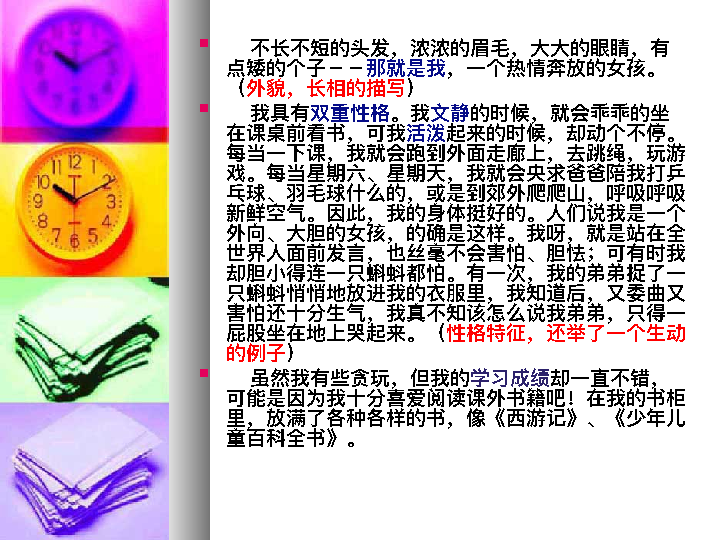 不长不短的头发，浓浓的眉毛，大大的眼睛，有
点矮的个子－－那就是我，一个热情奔放的女孩。
（外貌，长相的描写）
我具有双重性格。我文静的时候，就会乖乖的坐
在课桌前看书，可我活泼起来的时候，却动个不停。
每当一下课，我就会跑到外面走廊上，去跳绳，玩游
戏。每当星期六、星期天，我就会央求爸爸陪我打乒
乓球、羽毛球什么的，或是到郊外爬爬山，呼吸呼吸
新鲜空气。因此，我的身体挺好的。人们说我是一个
外向、大胆的女孩，的确是这样。我呀，就是站在全
世界人面前发言，也丝毫不会害怕、胆怯；可有时我
却胆小得连一只蝌蚪都怕。有一次，我的弟弟捉了一
只蝌蚪悄悄地放进我的衣服里，我知道后，又委曲又
害怕还十分生气，我真不知该怎么说我弟弟，只得一
屁股坐在地上哭起来。（性格特征，还举了一个生动
的例子）
虽然我有些贪玩，但我的学习成绩却一直不错，
可能是因为我十分喜爱阅读课外书籍吧！在我的书柜
里，放满了各种各样的书，像《西游记》、《少年儿
童百科全书》。